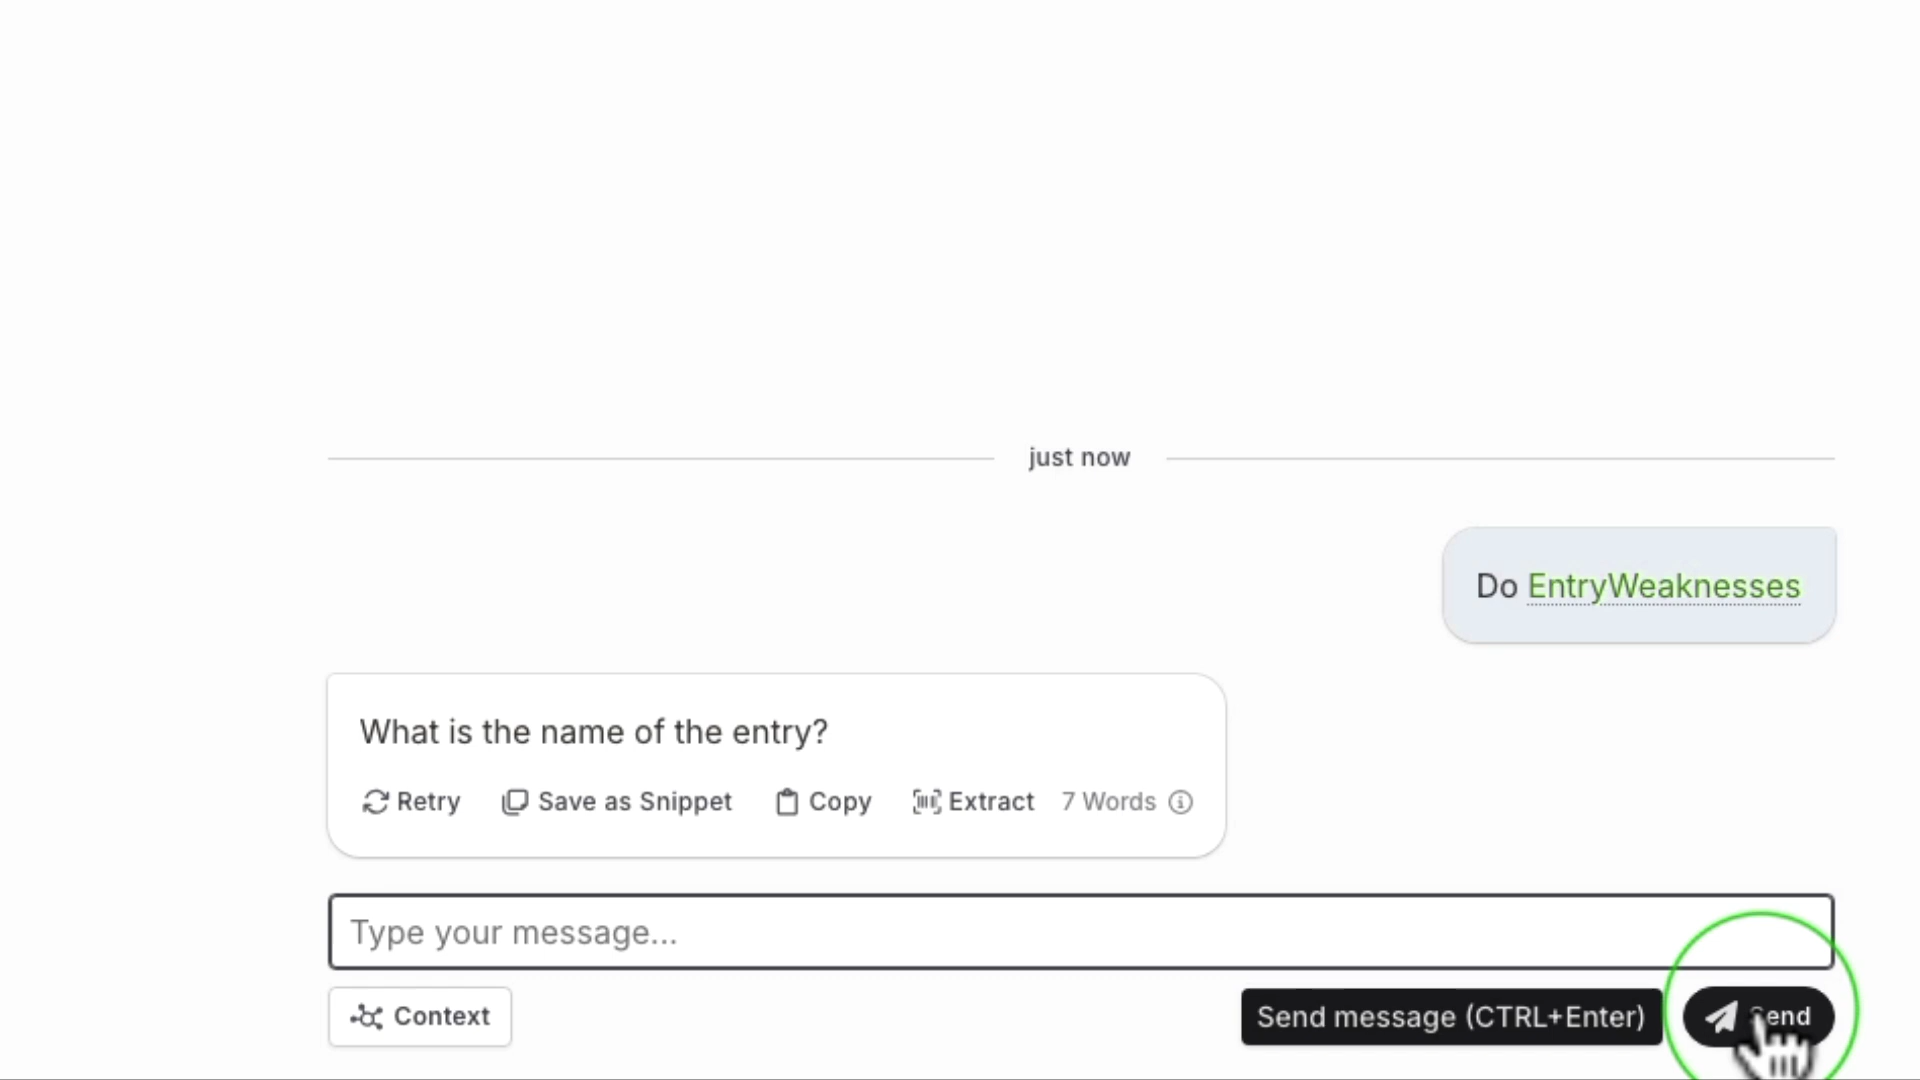 just now
Do EntryWeaknesses
What is the name of the entry?
Retry Save as Snippet Copy Extract 7 Words
Type your message...
Context Send message (CTRL+Enter) Send